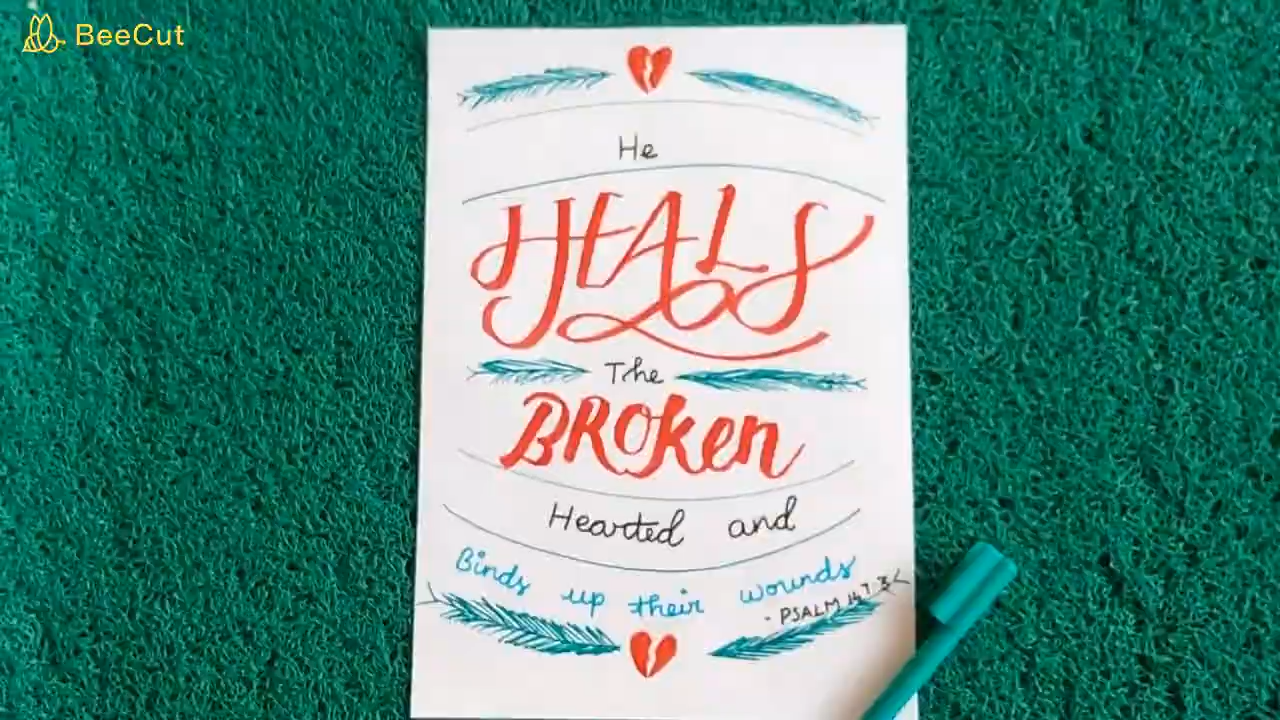 BeeCut
He
HEALS
The
BROKEN
Hearted and
Binds up their wounds
- PSALM 147:3